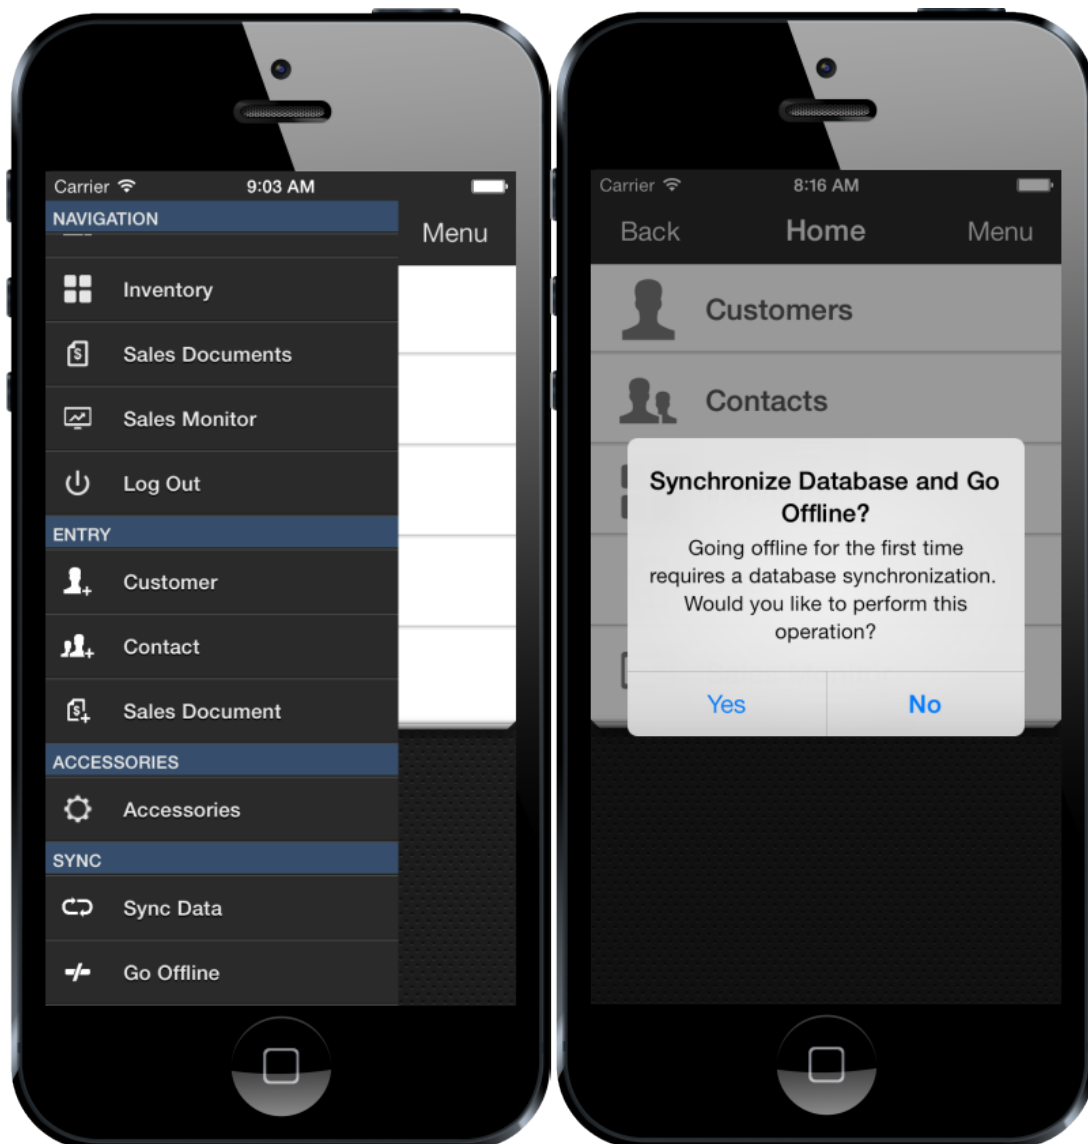 Carrier
9:03 AM
NAVIGATION
Menu
Inventory
Sales Documents
Sales Monitor
Log Out
ENTRY
Customer
Contact
Sales Document
ACCESSORIES
Accessories
SYNC
Sync Data
Go Offline
Carrier
8:16 AM
Back
Home
Menu
Customers
Contacts
Synchronize Database and Go
Offline?
Going offline for the first time
requires a database synchronization.
Would you like to perform this
operation?
Yes
No